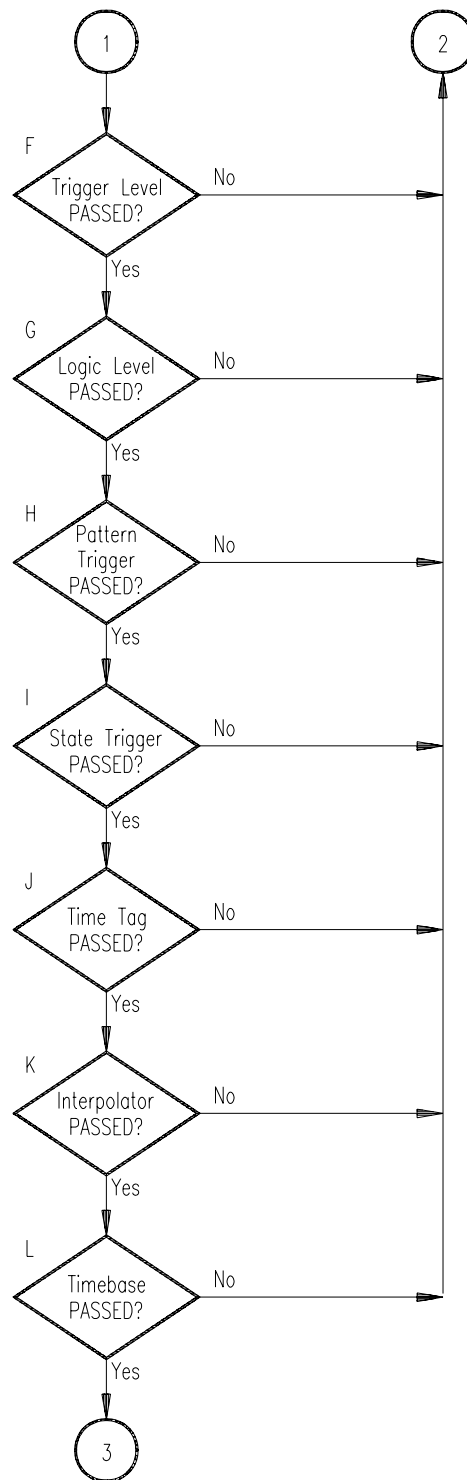 1
2
F
Trigger Level
PASSED?
No
Yes
G
Logic Level
PASSED?
No
Yes
H
Pattern
Trigger
PASSED?
No
Yes
I
State Trigger
PASSED?
No
Yes
J
Time Tag
PASSED?
No
Yes
K
Interpolator
PASSED?
No
Yes
L
Timebase
PASSED?
No
Yes
3